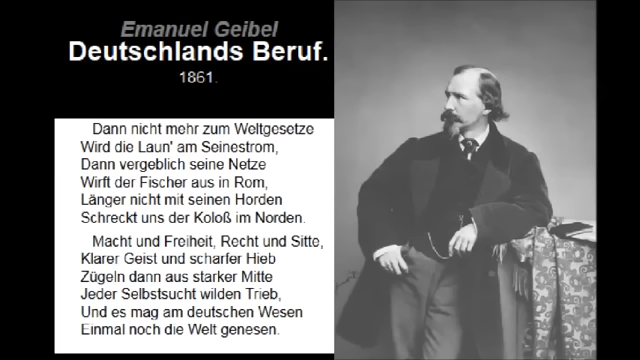 Emanuel Geibel
Deutschlands Beruf.
1861.
Dann nicht mehr zum Weltgesetze
Wird die Laun' am Seinestrom,
Dann vergeblich seine Netze
Wirft der Fischer aus in Rom,
Länger nicht mit seinen Horden
Schreckt uns der Koloß im Norden.
Macht und Freiheit, Recht und Sitte,
Klarer Geist und scharfer Hieb
Zügeln dann aus starker Mitte
Jeder Selbstsucht wilden Trieb,
Und es mag am deutschen Wesen
Einmal noch die Welt genesen.